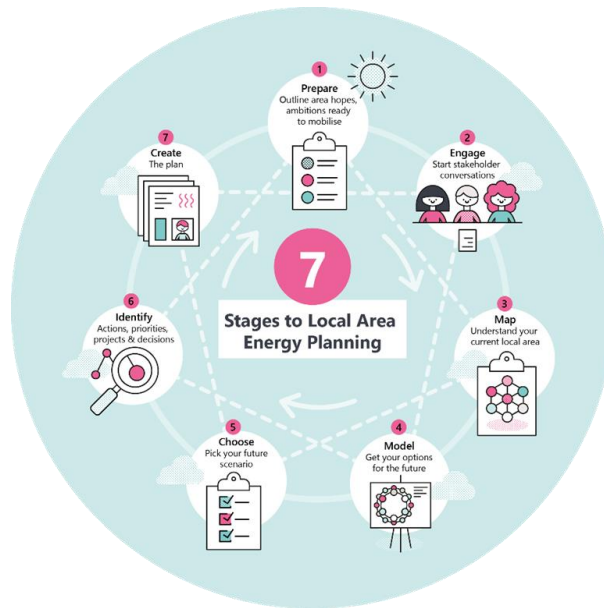 1
Prepare
Outline area hopes,
ambitions ready
to mobilise
2
Engage
Start stakeholder
conversations
3
Map
Understand your
current local area
4
Model
Get your options
for the future
5
Choose
Pick your future
scenario
6
Identify
Actions, priorities,
projects & decisions
7
Create
The plan
7
Stages to Local Area
Energy Planning